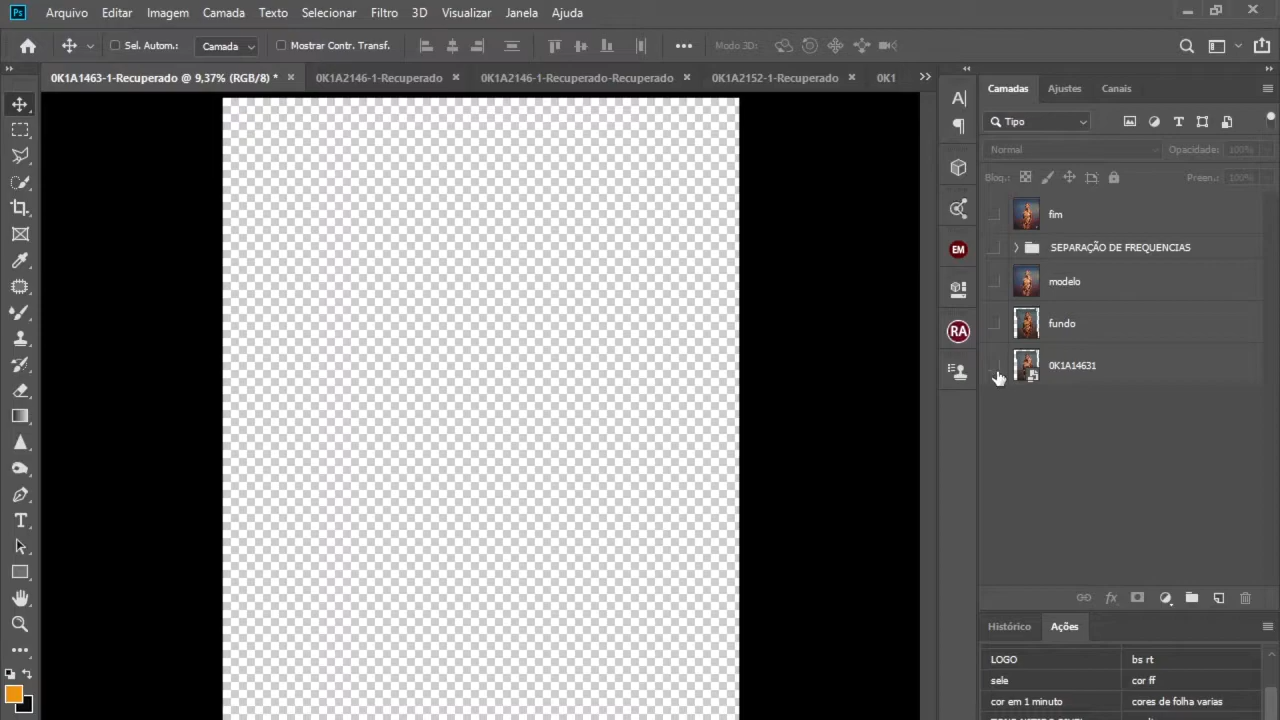 Ps Arquivo Editar Imagem Camada Texto Selecionar Filtro 3D Visualizar Janela Ajuda
Sel. Autom.: Camada Mostrar Contr. Transf. Modo 3D:
0K1A1463-1-Recuperado @ 9,37% (RGB/8) * 0K1A2146-1-Recuperado 0K1A2146-1-Recuperado-Recuperado 0K1A2152-1-Recuperado 0K1
Camadas Ajustes Canais
Tipo
Normal Opacidade: 100%
Bloq.: Preen.: 100%
fim
SEPARAÇÃO DE FREQUENCIAS
EM
modelo
fundo
RA
0K1A14631
Histórico Ações
LOGO bs rt
sele cor ff
cor em 1 minuto cores de folha varias